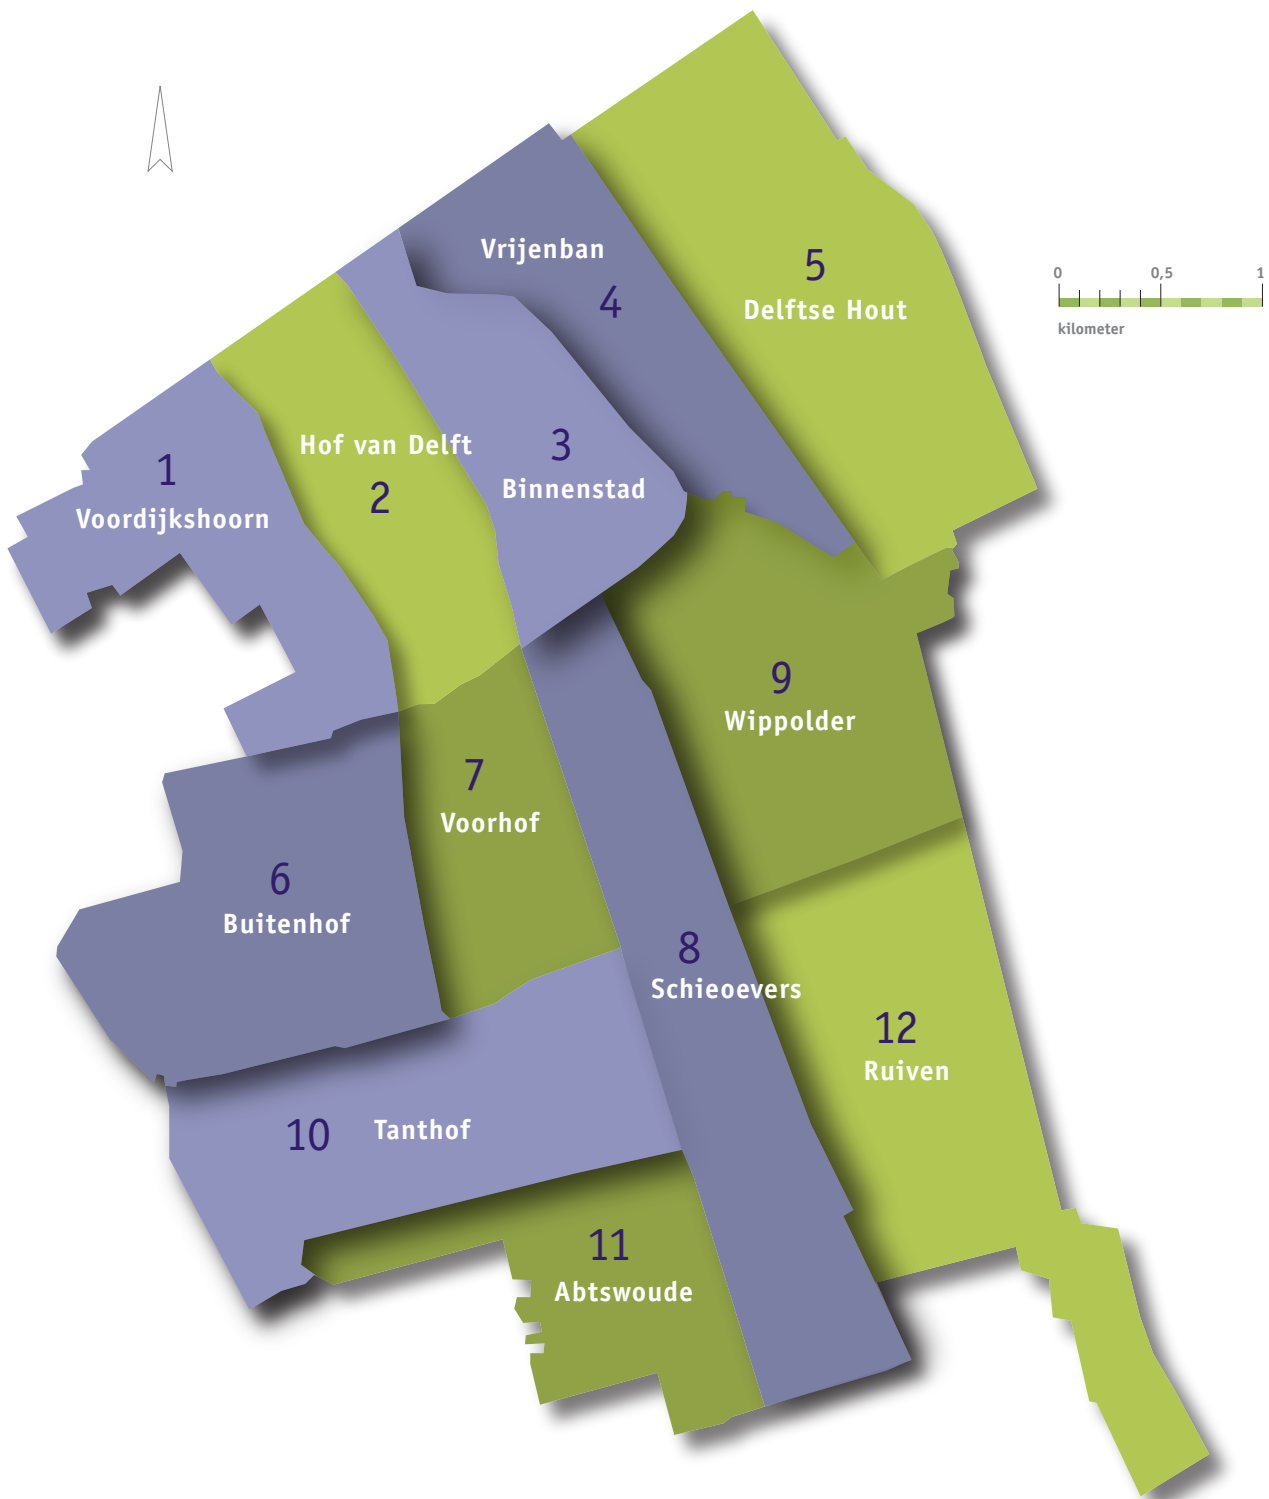 5
Delftse Hout
Vrijenban
4
0 0,5 1
kilometer
Hof van Delft
2
3
Binnenstad
1
Voordijkshoorn
9
Wippolder
7
Voorhof
6
Buitenhof
8
Schieoevers
12
Ruiven
10 Tanthof
11
Abtswoude